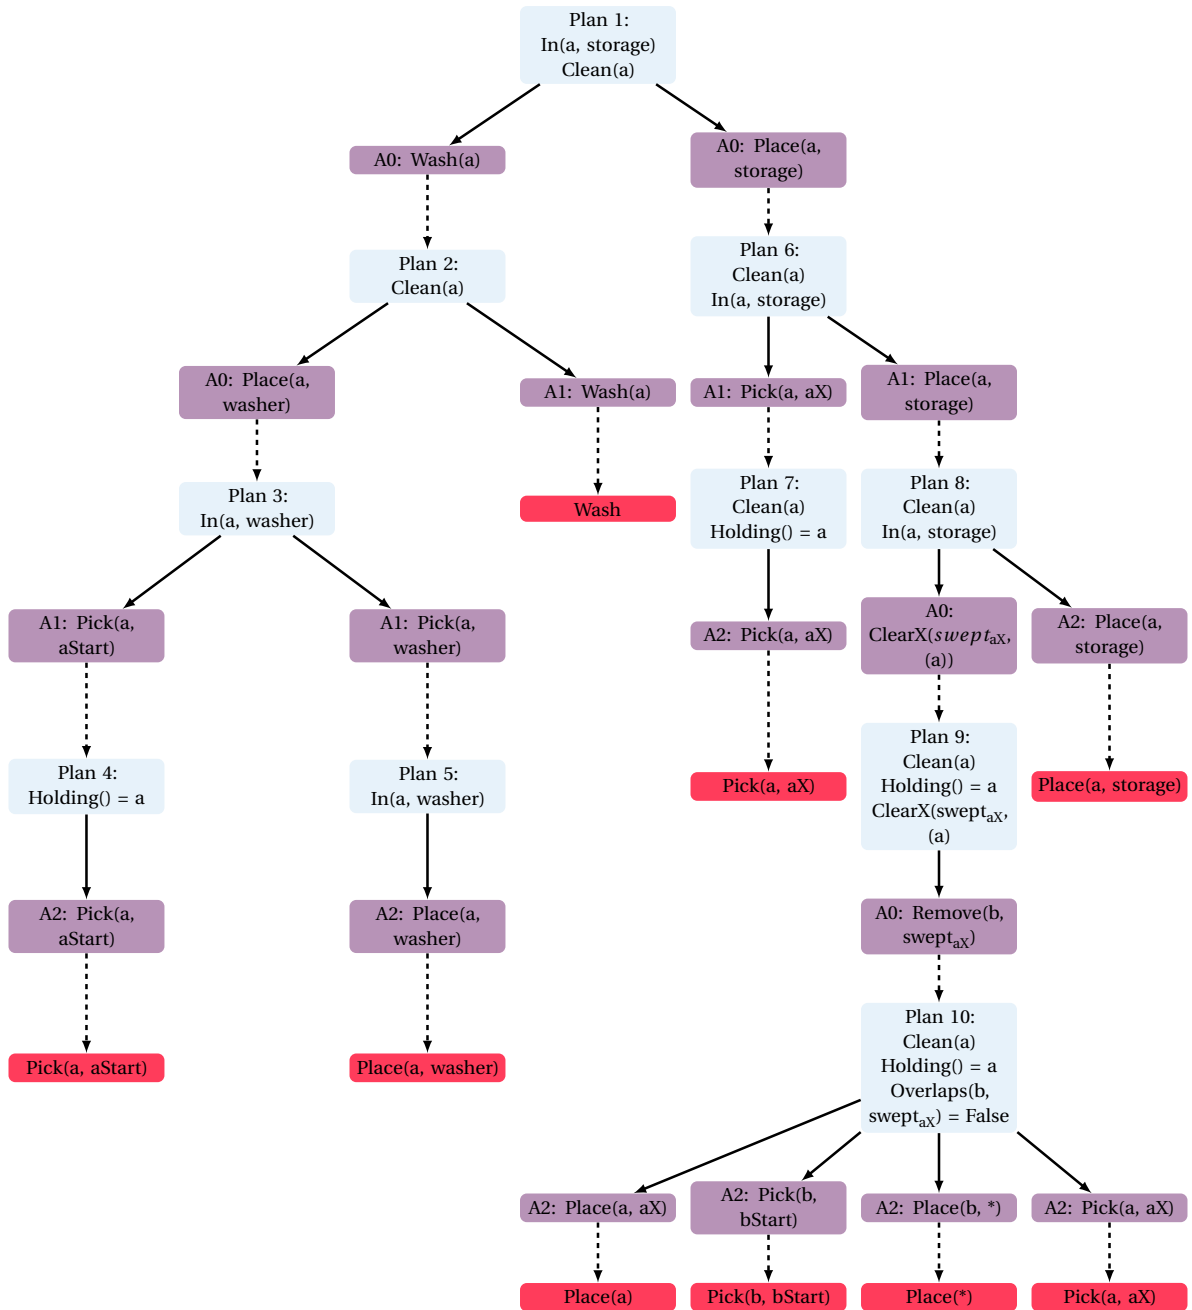 Plan 1:
In(a, storage)
Clean(a)
A0: Wash(a)
A0: Place(a,
storage)
Plan 2:
Clean(a)
Plan 6:
Clean(a)
In(a, storage)
A0: Place(a,
washer)
A1: Wash(a)
A1: Pick(a, aX)
A1: Place(a,
storage)
Plan 3:
In(a, washer)
Wash
Plan 7:
Clean(a)
Holding() = a
Plan 8:
Clean(a)
In(a, storage)
A1: Pick(a,
aStart)
A1: Pick(a,
washer)
A2: Pick(a, aX)
A0:
ClearX(swept_aX,
(a))
A2: Place(a,
storage)
Plan 4:
Holding() = a
Plan 5:
In(a, washer)
Pick(a, aX)
Plan 9:
Clean(a)
Holding() = a
ClearX(swept_aX,
(a)
Place(a, storage)
A2: Pick(a,
aStart)
A2: Place(a,
washer)
A0: Remove(b,
swept_aX)
Pick(a, aStart)
Place(a, washer)
Plan 10:
Clean(a)
Holding() = a
Overlaps(b,
swept_aX) = False
A2: Place(a, aX)
A2: Pick(b,
bStart)
A2: Place(b, *)
A2: Pick(a, aX)
Place(a)
Pick(b, bStart)
Place(*)
Pick(a, aX)